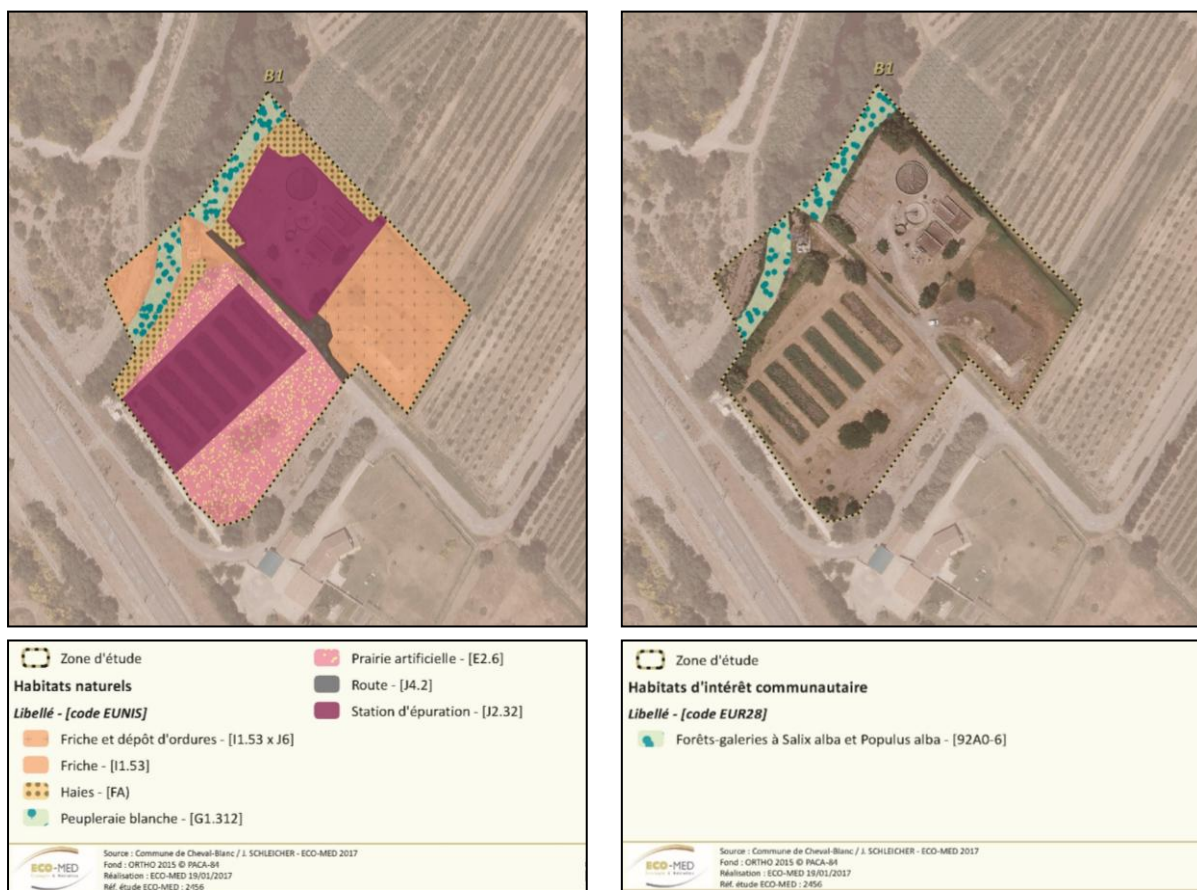 B1
Zone d'étude
Habitats naturels
Libellé - [code EUNIS]
Friche et dépôt d'ordures - [I1.53 x J6]
Friche - [I1.53]
Haies - [FA)
Peupleraie blanche - [G1.312]
Prairie artificielle - [E2.6]
Route - [J4.2]
Station d'épuration - [J2.32]
ECO-MED
Source : Commune de Cheval-Blanc / J. SCHLEICHER - ECO-MED 2017
Fond : ORTHO 2015 © PACA-84
Réalisation : ECO-MED 19/01/2017
Réf. étude ECO-MED : 2456
B1
Zone d'étude
Habitats d'intérêt communautaire
Libellé - [code EUR28]
Forêts-galeries à Salix alba et Populus alba - [92A0-6]
ECO-MED
Source : Commune de Cheval-Blanc / J. SCHLEICHER - ECO-MED 2017
Fond : ORTHO 2015 © PACA-84
Réalisation : ECO-MED 19/01/2017
Réf. étude ECO-MED : 2456